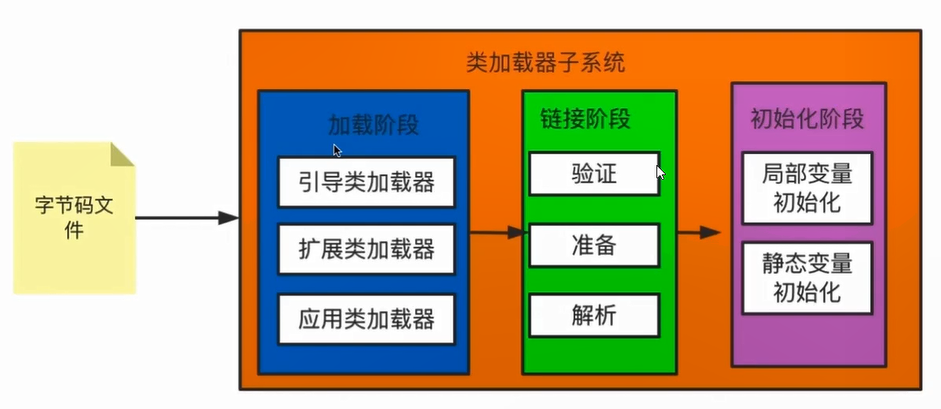 类加载器子系统
字节码文
件
加载阶段
引导类加载器
扩展类加载器
应用类加载器
链接阶段
验证
准备
解析
初始化阶段
局部变量
初始化
静态变量
初始化